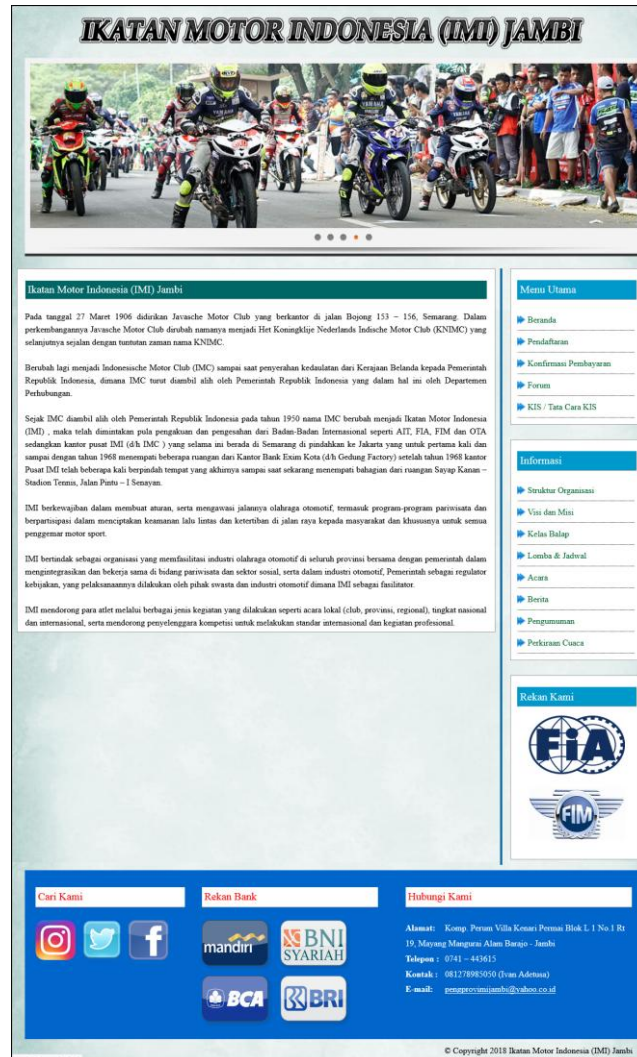 IKATAN MOTOR INDONESIA (IMI) JAMBI
Ikatan Motor Indonesia (IMI) Jambi
Pada tanggal 27 Maret 1906 didirikan Javasche Motor Club yang berkantor di jalan Bojong 153 – 156, Semarang. Dalam
perkembangannya Javasche Motor Club dirubah namanya menjadi Het Koningklije Nederlands Indische Motor Club (KNIMC) yang
selanjutnya sejalan dengan tuntutan zaman nama KNIMC.
Berubah lagi menjadi Indonesische Motor Club (IMC) sampai saat penyerahan kedaulatan dari Kerajaan Belanda kepada Pemerintah
Republik Indonesia, dimana IMC turut diambil alih oleh Pemerintah Republik Indonesia yang dalam hal ini oleh Departemen
Perhubungan.
Sejak IMC diambil alih oleh Pemerintah Republik Indonesia pada tahun 1950 nama IMC berubah menjadi Ikatan Motor Indonesia
(IMI) , maka telah dimintakan pula pengakuan dan pengesahan dari Badan-Badan Internasional seperti AIT, FIA, FIM dan OTA
sedangkan kantor pusat IMI (d/h IMC ) yang selama ini berada di Semarang di pindahkan ke Jakarta yang untuk pertama kali dan
sampai dengan tahun 1968 menempati beberapa ruangan dari Kantor Bank Exim Kota (d/h Gedung Factory) setelah tahun 1968 kantor
Pusat IMI telah beberapa kali berpindah tempat yang akhirnya sampai saat sekarang menempati bahagian dari ruangan Sayap Kanan –
Stadion Tennis, Jalan Pintu – I Senayan.
IMI berkewajiban dalam membuat aturan, serta mengawasi jalannya olahraga otomotif, termasuk program-program pariwisata dan
berpartisipasi dalam menciptakan keamanan lalu lintas dan ketertiban di jalan raya kepada masyarakat dan khususnya untuk semua
penggemar motor sport.
IMI bertindak sebagai organisasi yang memfasilitasi industri olahraga otomotif di seluruh provinsi bersama dengan pemerintah dalam
mengintegrasikan dan bekerja sama di bidang pariwisata dan sektor sosial, serta dalam industri otomotif, Pemerintah sebagai regulator
kebijakan, yang pelaksanaannya dilakukan oleh pihak swasta dan industri otomotif dimana IMI sebagai fasilitator.
IMI mendorong para atlet melalui berbagai jenis kegiatan yang dilakukan seperti acara lokal (club, provinsi, regional), tingkat nasional
dan internasional, serta mendorong penyelenggara kompetisi untuk melakukan standar internasional dan kegiatan profesional.
Menu Utama
Beranda
Pendaftaran
Konfirmasi Pembayaran
Forum
KIS / Tata Cara KIS
Informasi
Struktur Organisasi
Visi dan Misi
Kelas Balap
Lomba & Jadwal
Acara
Berita
Pengumuman
Perkiraan Cuaca
Rekan Kami
FiA
FIM
Cari Kami
Rekan Bank
mandiri
BNI
SYARIAH
BCA
BRI
Hubungi Kami
Alamat: Komp. Perum Villa Kenari Permai Blok L 1 No.1 Rt
19, Mayang Mangurai Alam Barajo - Jambi
Telepon : 0741 – 443615
Kontak : 081278985050 (Ivan Adetusa)
E-mail: pengprovimijambi@yahoo.co.id
© Copyright 2018 Ikatan Motor Indonesia (IMI) Jambi